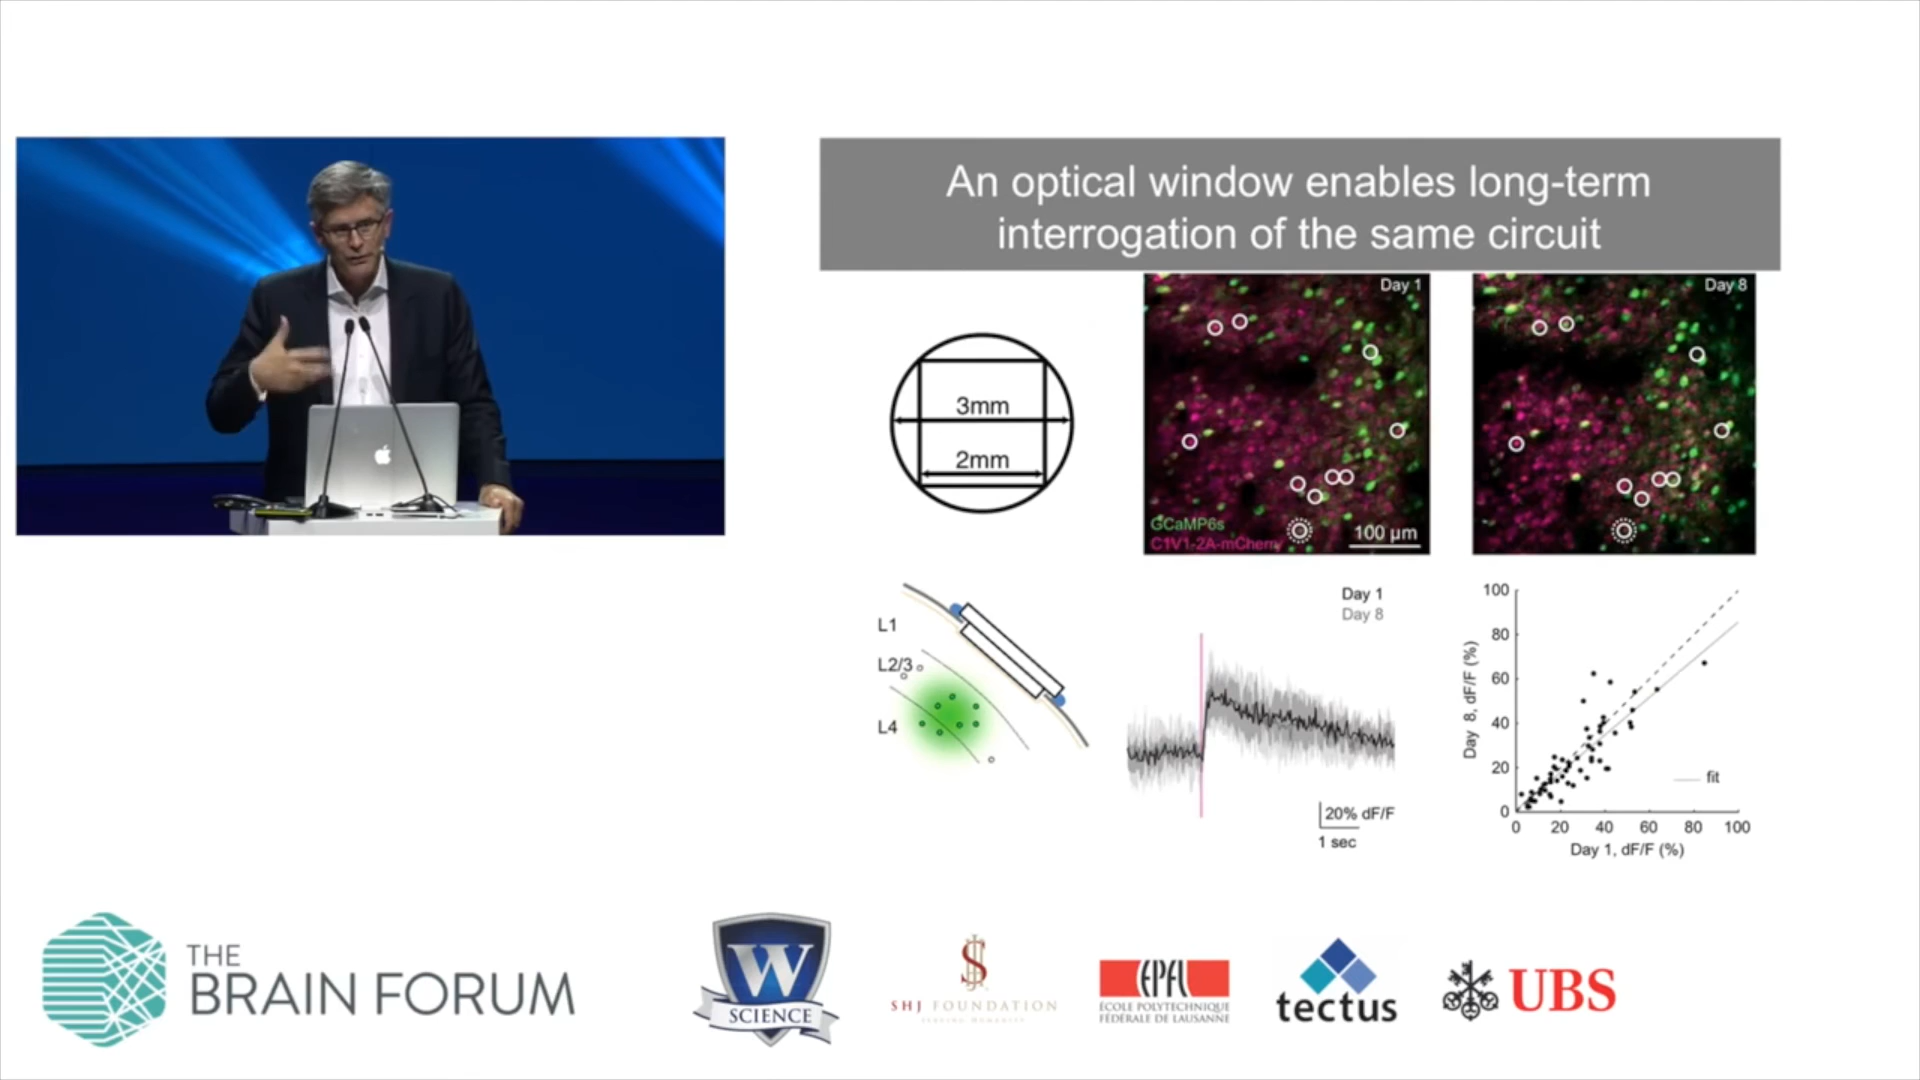 An optical window enables long-term
interrogation of the same circuit
3mm
2mm
Day 1
GCaMP6s
C1V1-2A-mCherry
100 µm
Day 8
L1
L2/3
L4
Day 1
Day 8
20% dF/F
1 sec
100
80
60
40
20
0
Day 8, dF/F (%)
fit
0 20 40 60 80 100
Day 1, dF/F (%)
THE
BRAIN FORUM
W
SCIENCE
SHJ FOUNDATION
SERVING HUMANITY
EPFL
ÉCOLE POLYTECHNIQUE
FÉDÉRALE DE LAUSANNE
tectus
UBS